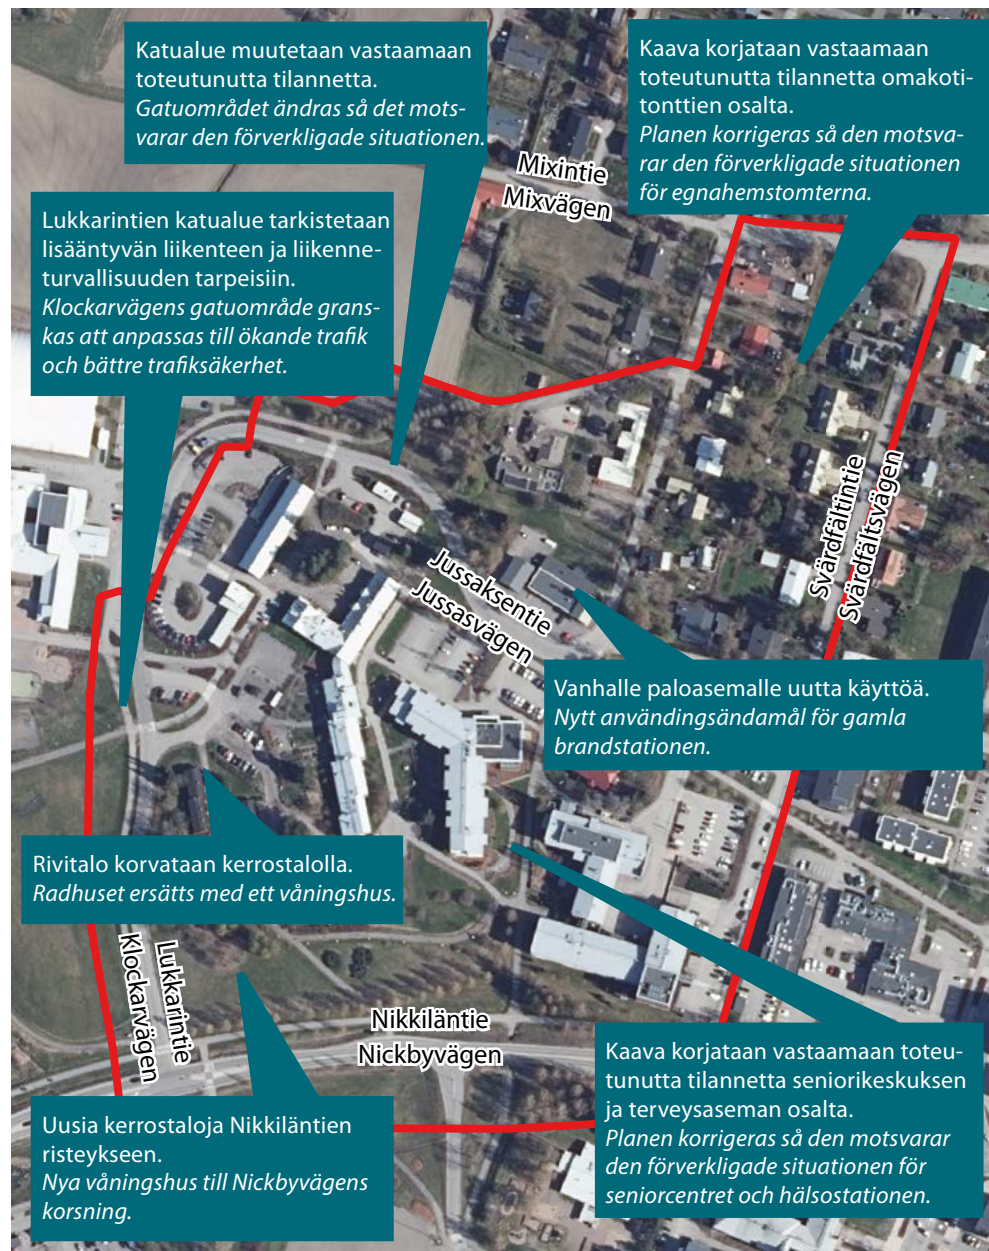 Katualue muutetaan vastaamaan
toteutunutta tilannetta.
Gatuområdet ändras så det mots-
varar den förverkligade situationen.
Kaava korjataan vastaamaan
toteutunutta tilannetta omakoti-
tonttien osalta.
Planen korrigeras så den motsva-
rar den förverkligade situationen
för egnahemstomterna.
Mixintie
Mixvägen
Lukkarintien katualue tarkistetaan
lisääntyvän liikenteen ja liikenne-
turvallisuuden tarpeisiin.
Klockarvägens gatuområde grans-
kas att anpassas till ökande trafik
och bättre trafiksäkerhet.
Svärdfältintie
Svärdfältsvägen
Jussaksentie
Jussasvägen
Vanhalle paloasemalle uutta käyttöä.
Nytt användingsändamål för gamla
brandstationen.
Rivitalo korvataan kerrostalolla.
Radhuset ersätts med ett våningshus.
Lukkarintie
Klockarvägen
Nikkiläntie
Nickbyvägen
Kaava korjataan vastaamaan toteu-
tunutta tilannetta seniorikeskuksen
ja terveysaseman osalta.
Planen korrigeras så den motsvarar
den förverkligade situationen för
seniorcentret och hälsostationen.
Uusia kerrostaloja Nikkiläntien
risteykseen.
Nya våningshus till Nickbyvägens
korsning.